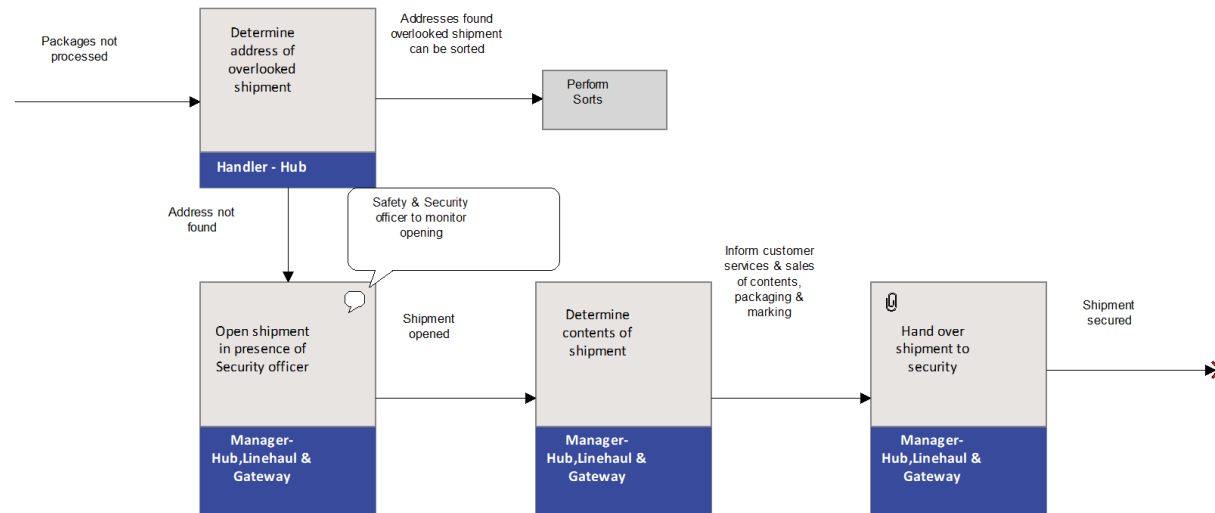 Packages not
processed
Determine
address of
overlooked
shipment
Handler - Hub
Addresses found
overlooked shipment
can be sorted
Perform
Sorts
Address not
found
Safety & Security
officer to monitor
opening
Open shipment
in presence of
Security officer
Manager-
Hub,Linehaul &
Gateway
Shipment
opened
Determine
contents of
shipment
Manager-
Hub,Linehaul &
Gateway
Inform customer
services & sales
of contents,
packaging &
marking
Hand over
shipment to
security
Manager-
Hub,Linehaul &
Gateway
Shipment
secured